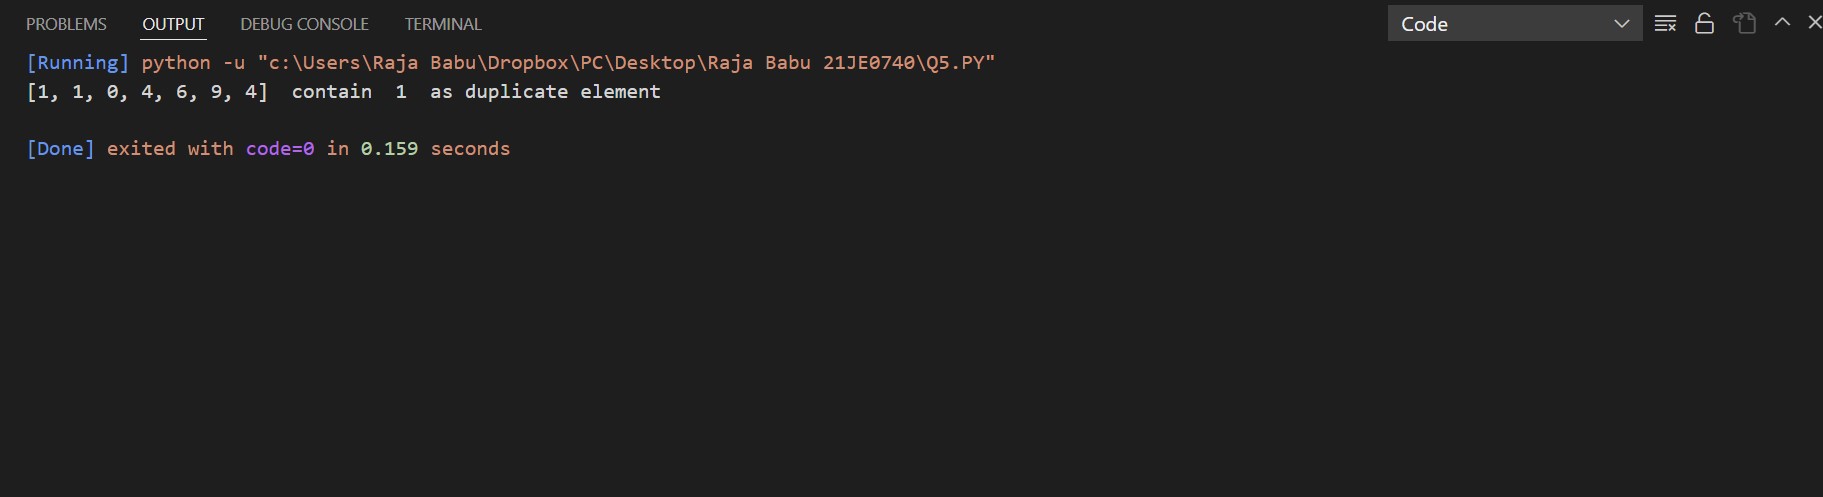 PROBLEMS OUTPUT DEBUG CONSOLE TERMINAL Code
[Running] python -u "c:\Users\Raja Babu\Dropbox\PC\Desktop\Raja Babu 21JE0740\Q5.PY"
[1, 1, 0, 4, 6, 9, 4]  contain  1  as duplicate element
[Done] exited with code=0 in 0.159 seconds